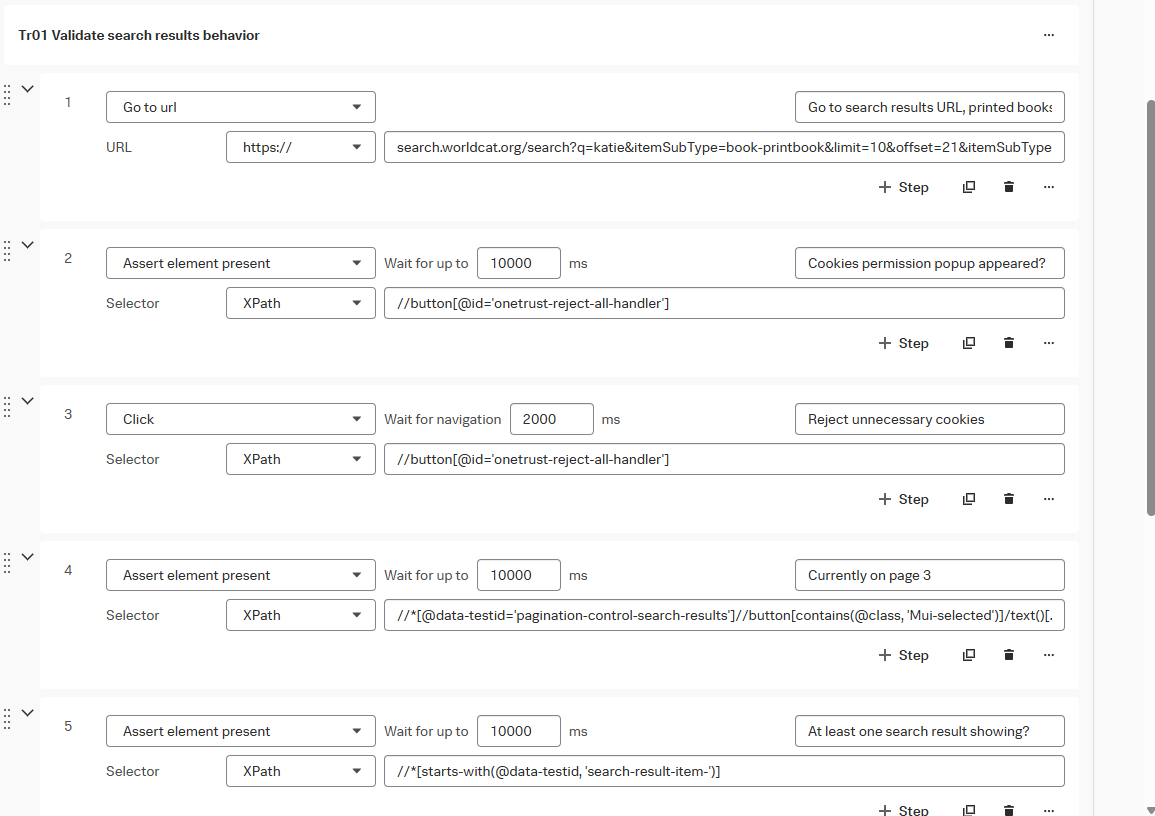 Tr01 Validate search results behavior
...
1
Go to url
Go to search results URL, printed books
URL
https://
search.worldcat.org/search?q=katie&itemSubType=book-printbook&limit=10&offset=21&itemSubType
+ Step
...
2
Assert element present
Wait for up to 10000 ms
Cookies permission popup appeared?
Selector
XPath
//button[@id='onetrust-reject-all-handler']
+ Step
...
3
Click
Wait for navigation 2000 ms
Reject unnecessary cookies
Selector
XPath
//button[@id='onetrust-reject-all-handler']
+ Step
...
4
Assert element present
Wait for up to 10000 ms
Currently on page 3
Selector
XPath
//*[@data-testid='pagination-control-search-results']//button[contains(@class, 'Mui-selected')]/text()[.
+ Step
...
5
Assert element present
Wait for up to 10000 ms
At least one search result showing?
Selector
XPath
//*[starts-with(@data-testid, 'search-result-item-')]
+ Step
...